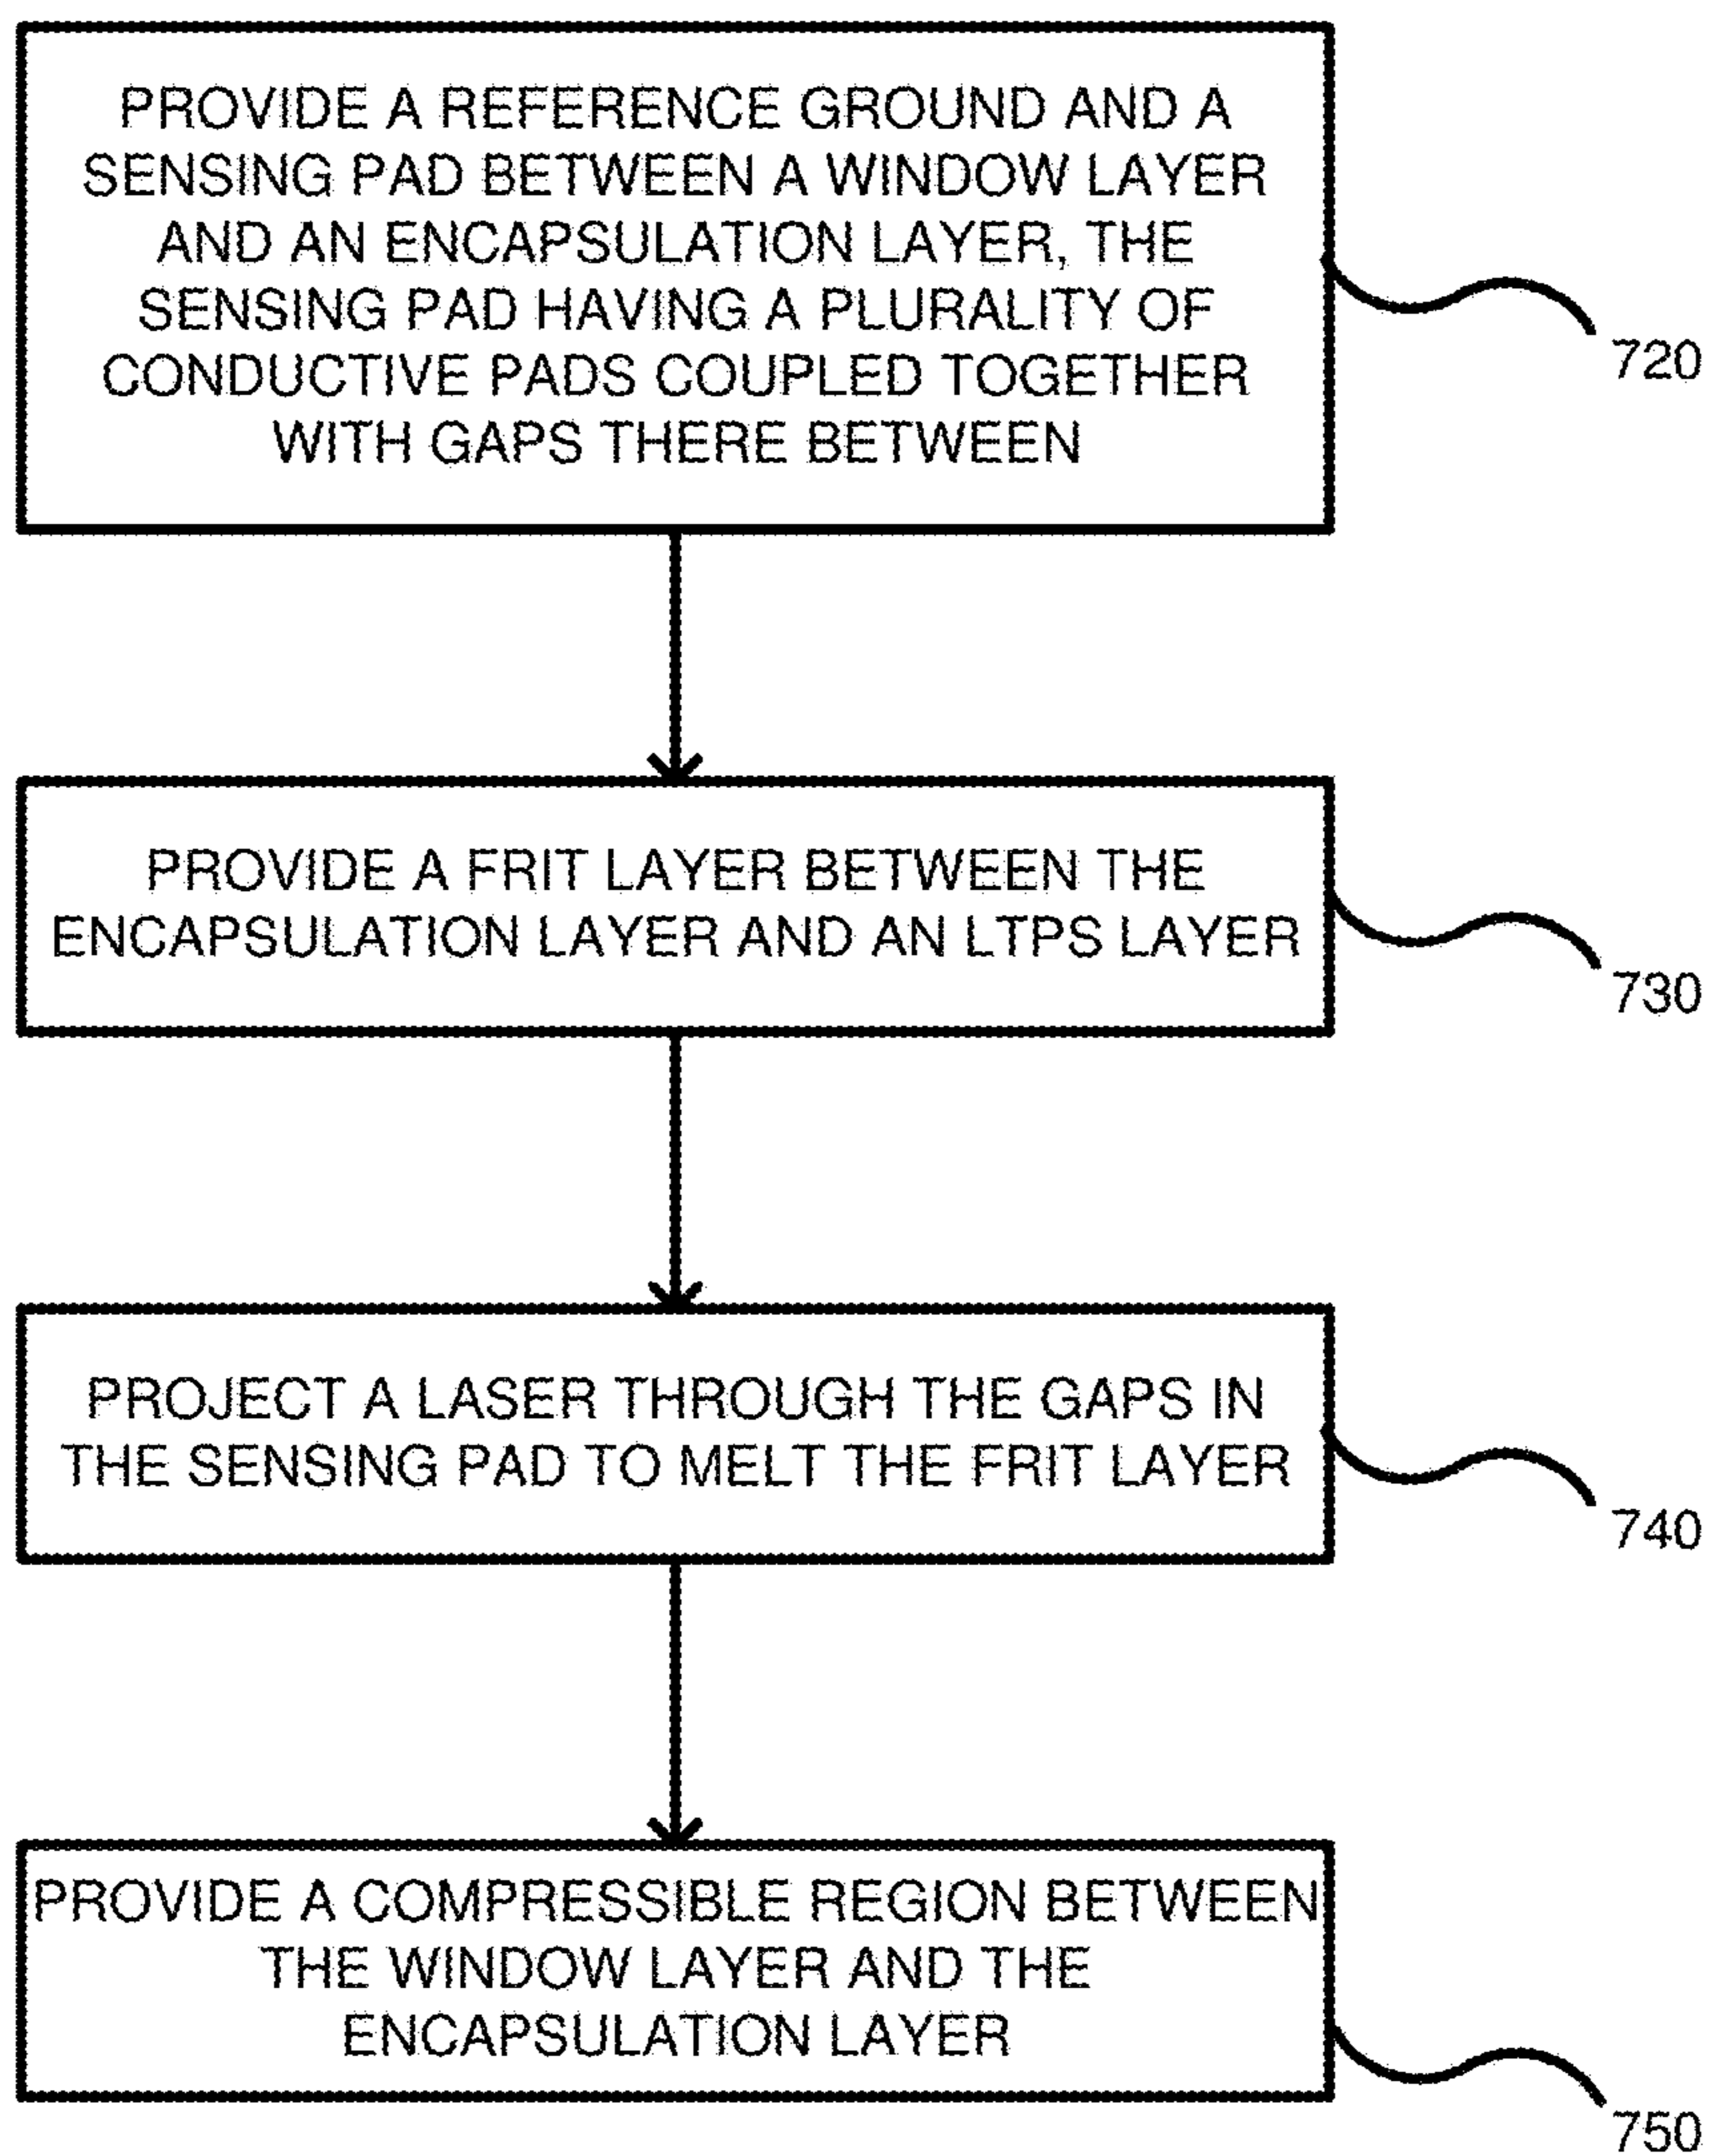 PROVIDE A REFERENCE GROUND AND A
SENSING PAD BETWEEN A WINDOW LAYER
AND AN ENCAPSULATION LAYER, THE
SENSING PAD HAVING A PLURALITY OF
CONDUCTIVE PADS COUPLED TOGETHER
WITH GAPS THERE BETWEEN
720
PROVIDE A FRIT LAYER BETWEEN THE
ENCAPSULATION LAYER AND AN LTPS LAYER
730
PROJECT A LASER THROUGH THE GAPS IN
THE SENSING PAD TO MELT THE FRIT LAYER
740
PROVIDE A COMPRESSIBLE REGION BETWEEN
THE WINDOW LAYER AND THE
ENCAPSULATION LAYER
750